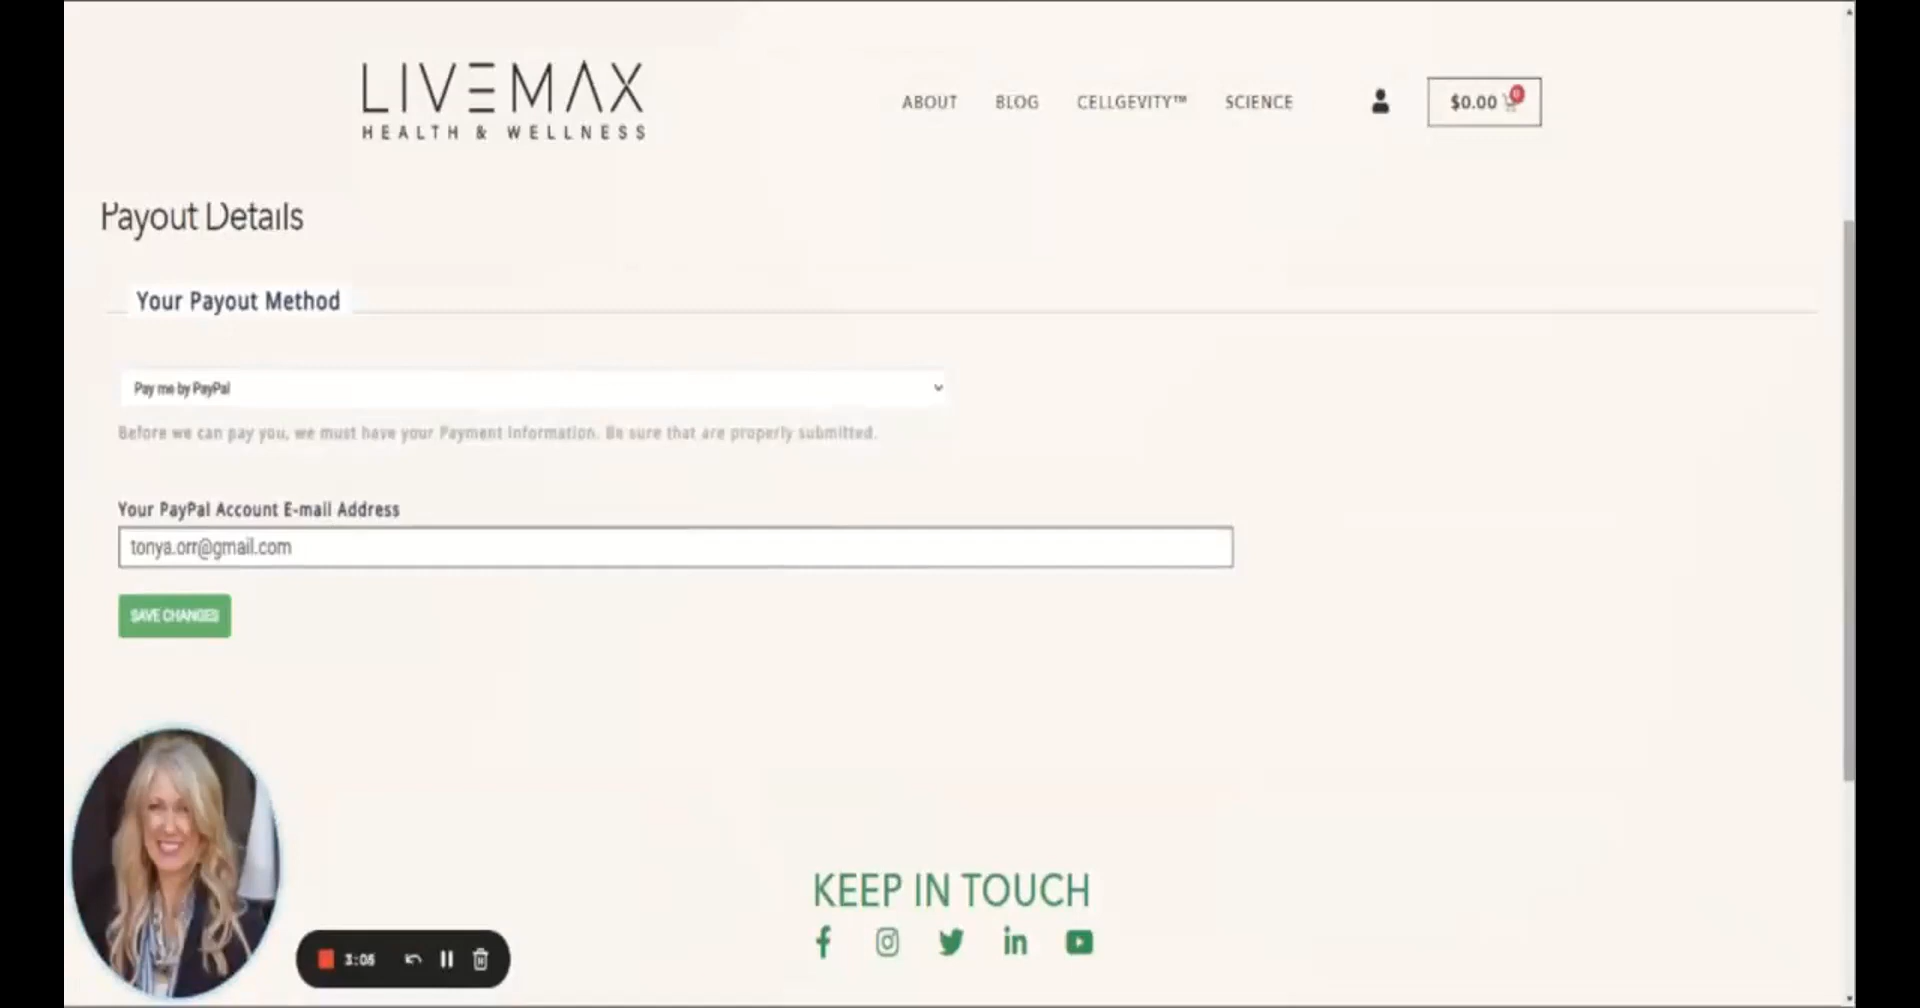 LIVEMAX
HEALTH & WELLNESS
ABOUT
BLOG
CELLGEVITY™
SCIENCE
$0.00
0
Payout Details
Your Payout Method
Pay me by PayPal
Before we can pay you, we must have your Payment Information. Be sure that are properly submitted.
Your PayPal Account E-mail Address
tonya.orr@gmail.com
SAVE CHANGES
KEEP IN TOUCH
3:05